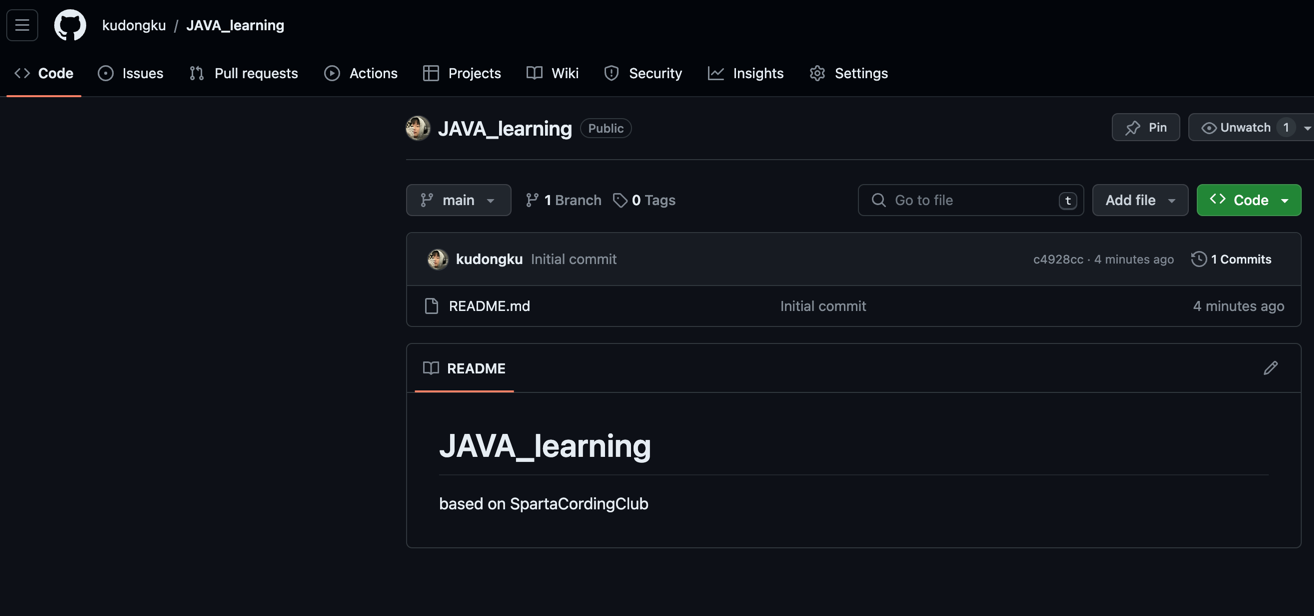 kudongku / JAVA_learning
Code Issues Pull requests Actions Projects Wiki Security Insights Settings
JAVA_learning Public Pin Unwatch 1
main 1 Branch 0 Tags Go to file t Add file Code
kudongku Initial commit c4928cc · 4 minutes ago 1 Commits
README.md Initial commit 4 minutes ago
README
JAVA_learning
based on SpartaCordingClub